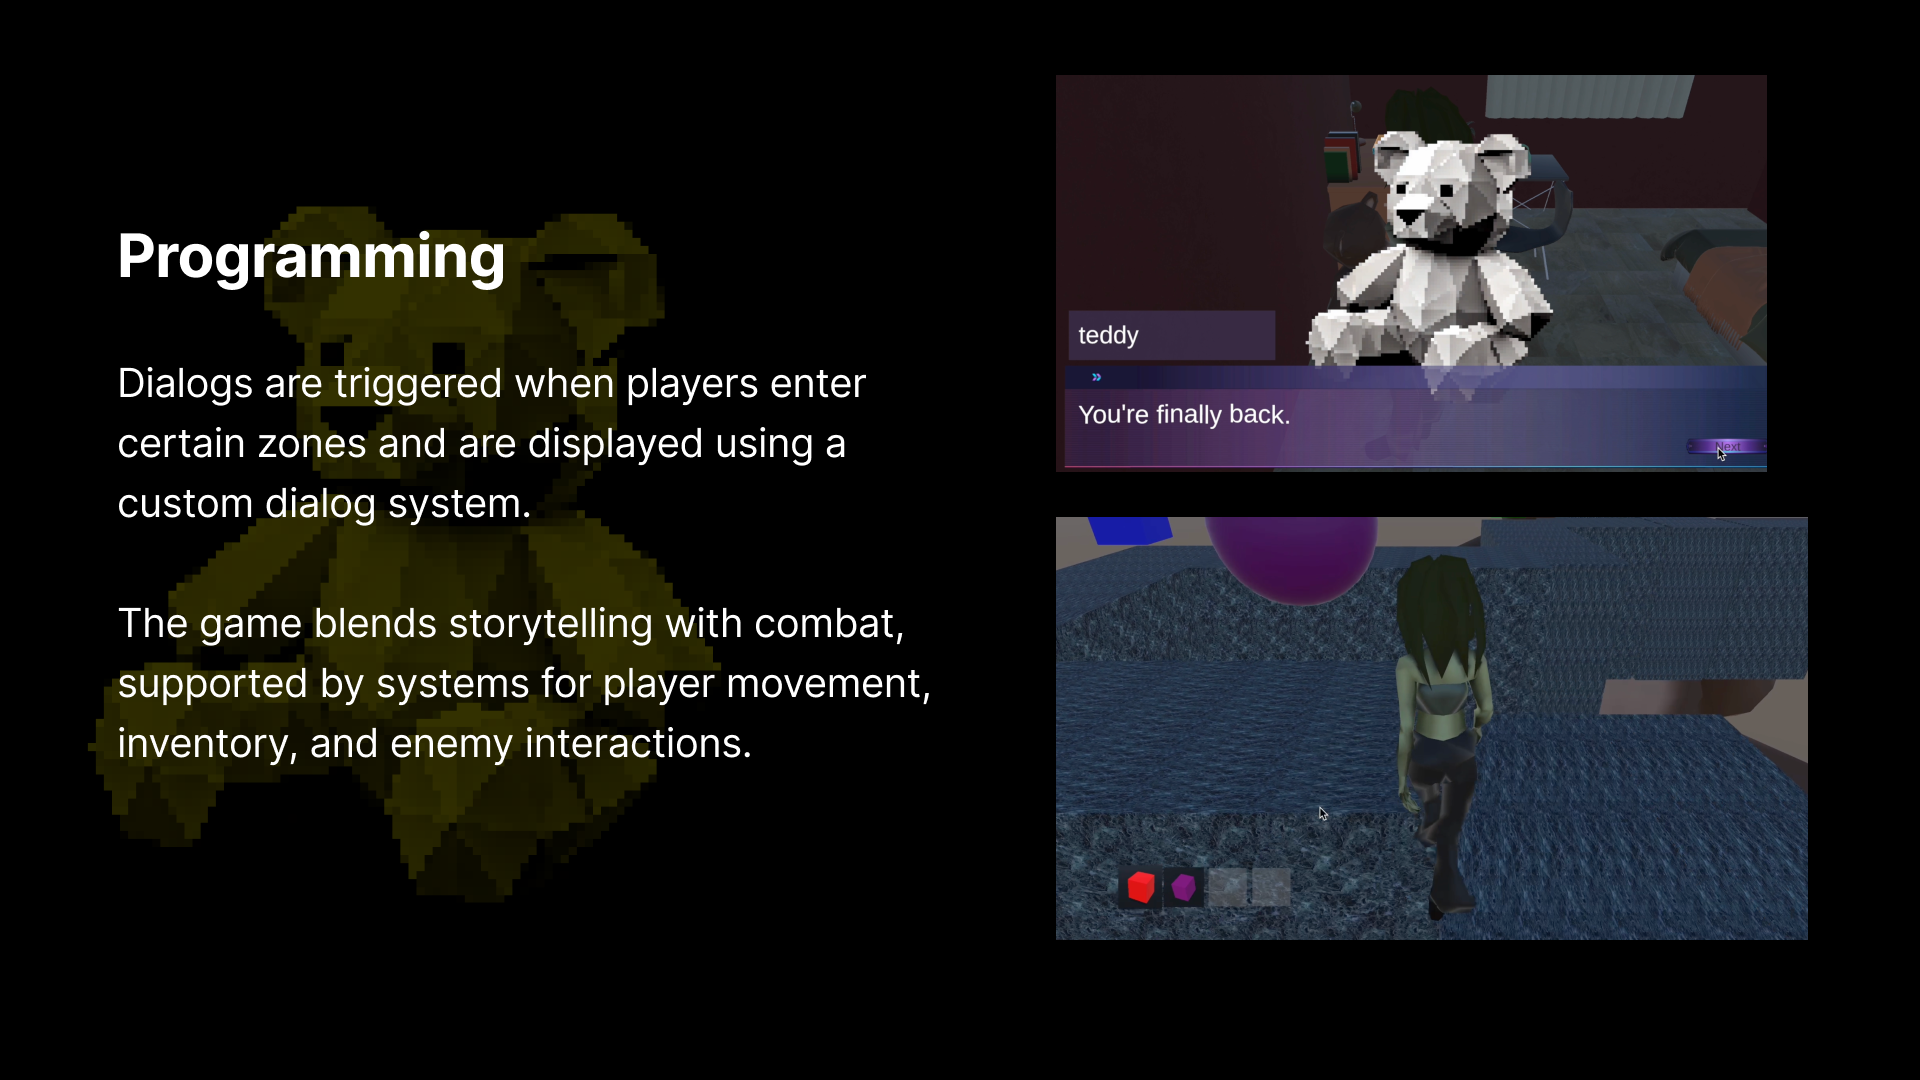 Programming
Dialogs are triggered when players enter
certain zones and are displayed using a
custom dialog system.
The game blends storytelling with combat,
supported by systems for player movement,
inventory, and enemy interactions.
teddy
You're finally back.
Next